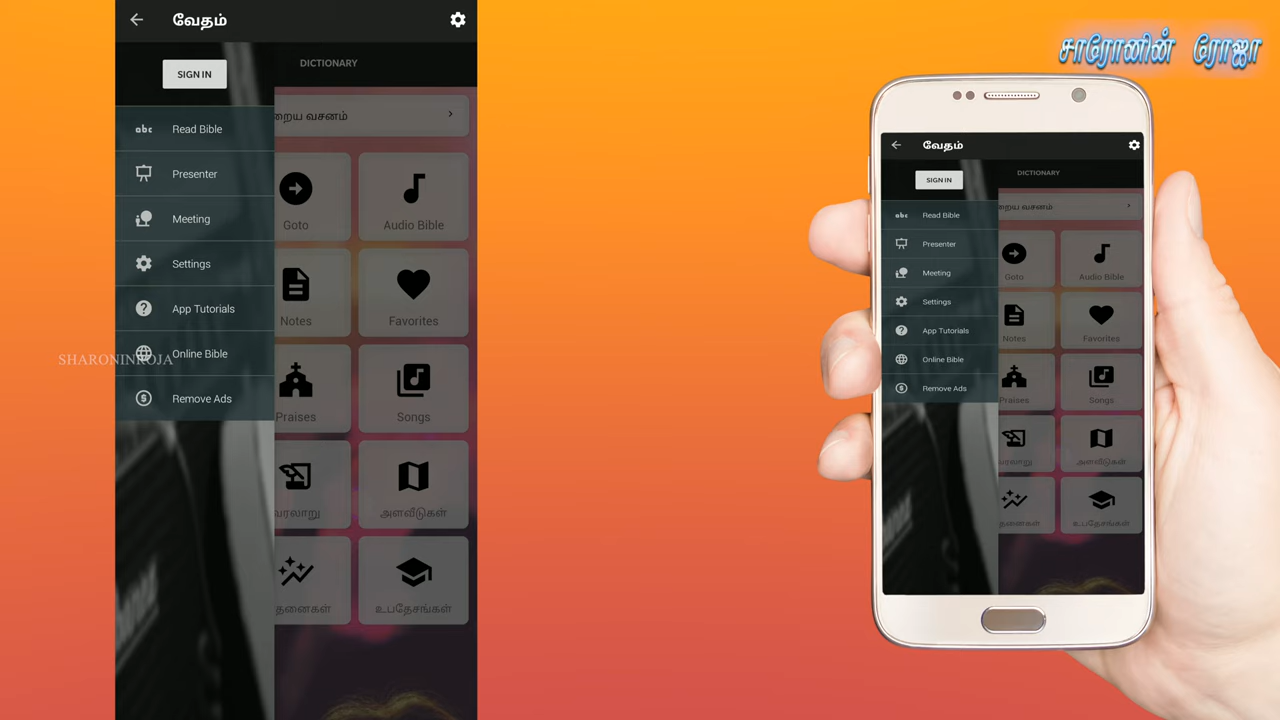 வேதம்
SIGN IN
DICTIONARY
Read Bible
Presenter
Meeting
Settings
App Tutorials
Online Bible
Remove Ads
றைய வசனம்
Goto
Audio Bible
Notes
Favorites
Praises
Songs
வரலாறு
அளவீடுகள்
தனைகள்
உபதேசங்கள்
SHARONINROJA
சாரோனின் ரோஜா
வேதம்
SIGN IN
DICTIONARY
Read Bible
Presenter
Meeting
Settings
App Tutorials
Online Bible
Remove Ads
றைய வசனம்
Goto
Audio Bible
Notes
Favorites
Praises
Songs
வரலாறு
அளவீடுகள்
தனைகள்
உபதேசங்கள்